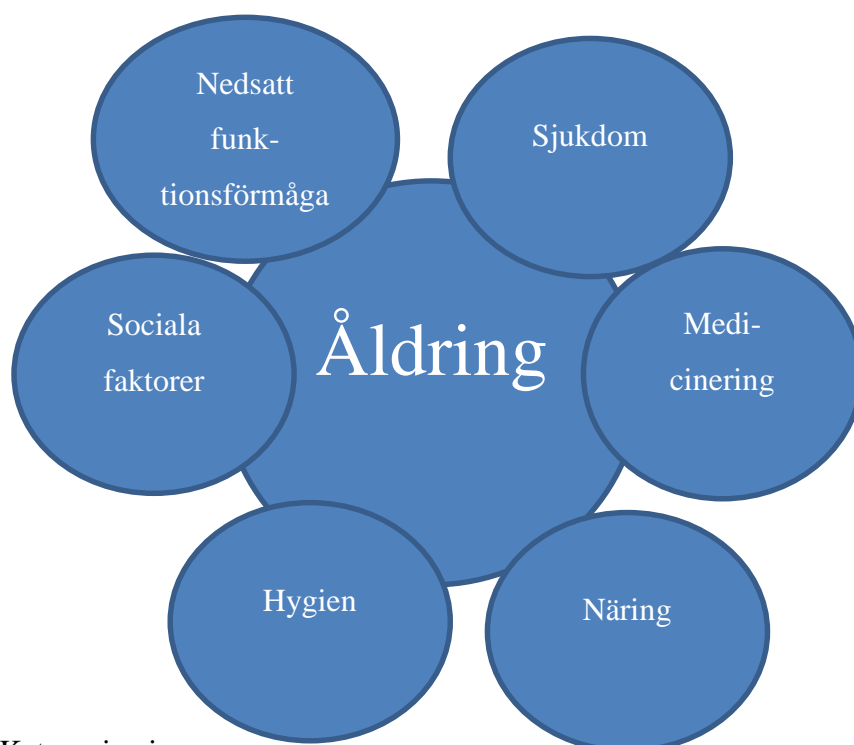 Nedsatt
funk-
tionsförmåga
Sjukdom
Sociala
faktorer
Åldring
Medi-
cinering
Hygien
Näring